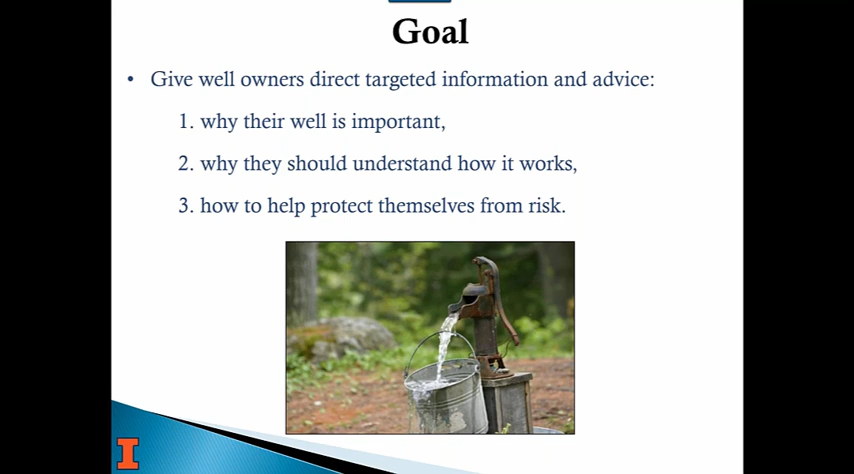 Goal
• Give well owners direct targeted information and advice:
1. why their well is important,
2. why they should understand how it works,
3. how to help protect themselves from risk.
I